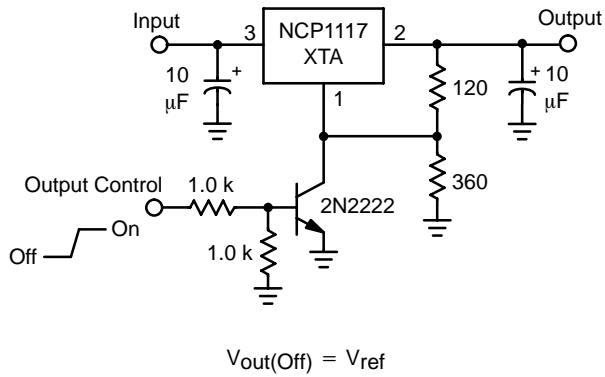 Input
Output
3
NCP1117
XTA
2
10
µF
+
1
120
+
10
µF
360
Output Control
1.0 k
2N2222
On
Off
1.0 k
Vout(Off) = Vref